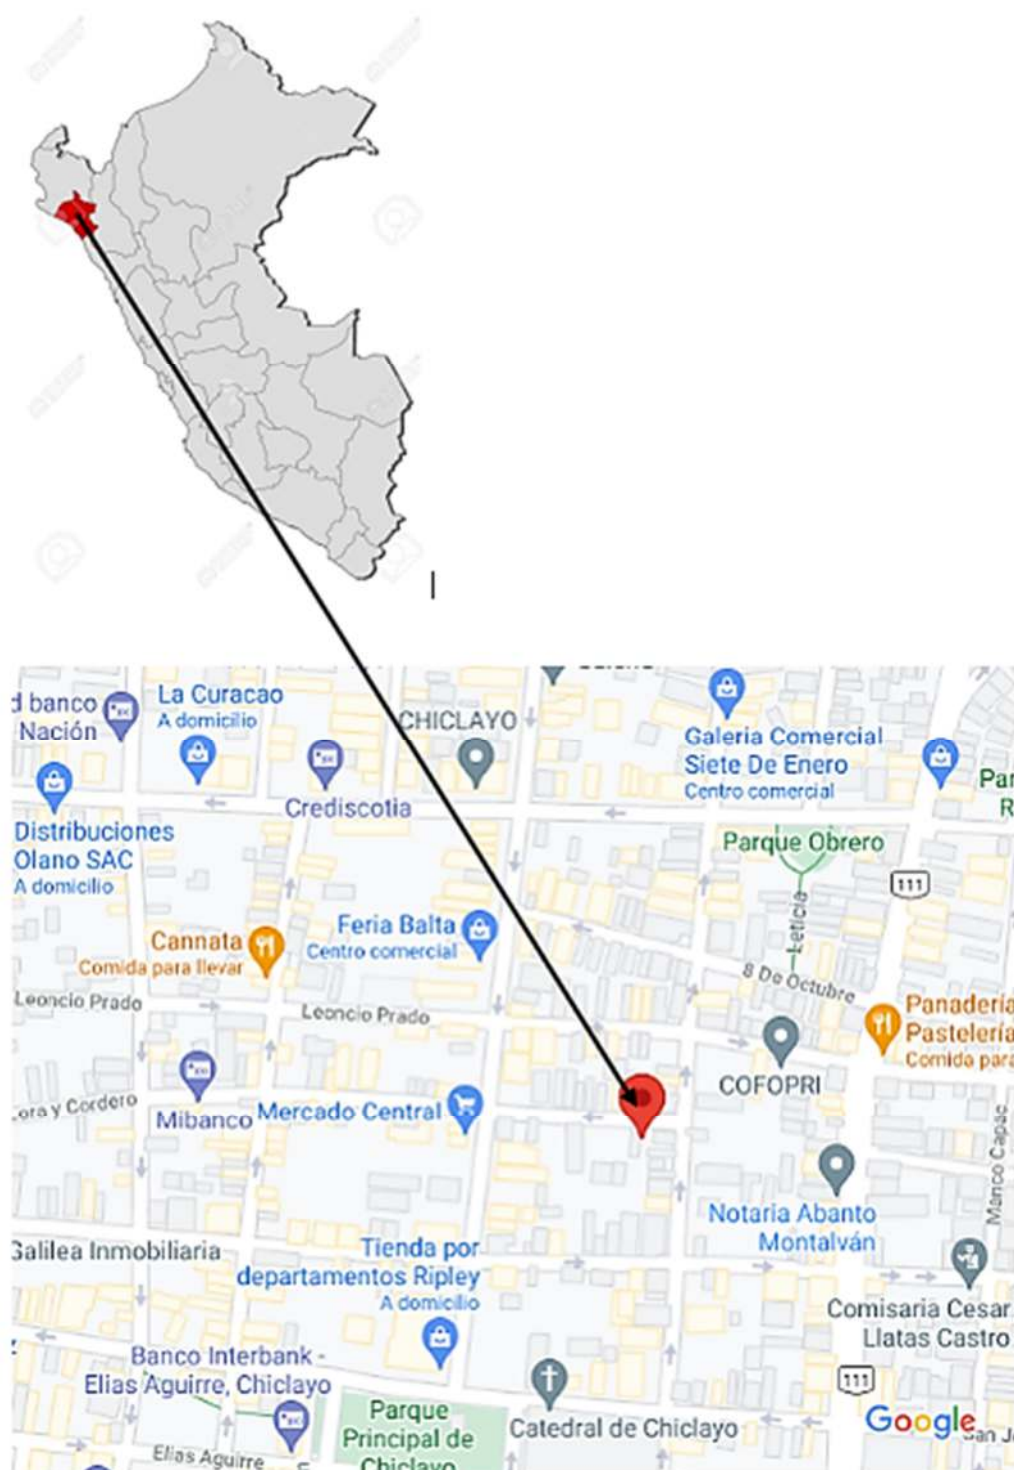 d banco
Nación
La Curacao
A domicilio
CHICLAYO
Crediscotia
Galeria Comercial
Siete De Enero
Centro comercial
Par
R
Distribuciones
Olano SAC
A domicilio
Parque Obrero
111
Leticia
Feria Balta
Centro comercial
Cannata
Comida para llevar
8 De Octubre
Leoncio Prado
Leoncio Prado
Panadería
Pastelería
Comida para
COFOPRI
Mibanco
Mercado Central
Lora y Cordero
Manco Capac
Notaria Abanto
Montalván
Galilea Inmobiliaria
Tienda por
departamentos Ripley
A domicilio
Comisaria Cesar
Llatas Castro
Banco Interbank -
Elias Aguirre, Chiclayo
111
Parque
Principal de
Chiclayo
Catedral de Chiclayo
Google
San J
Elias Aguirre